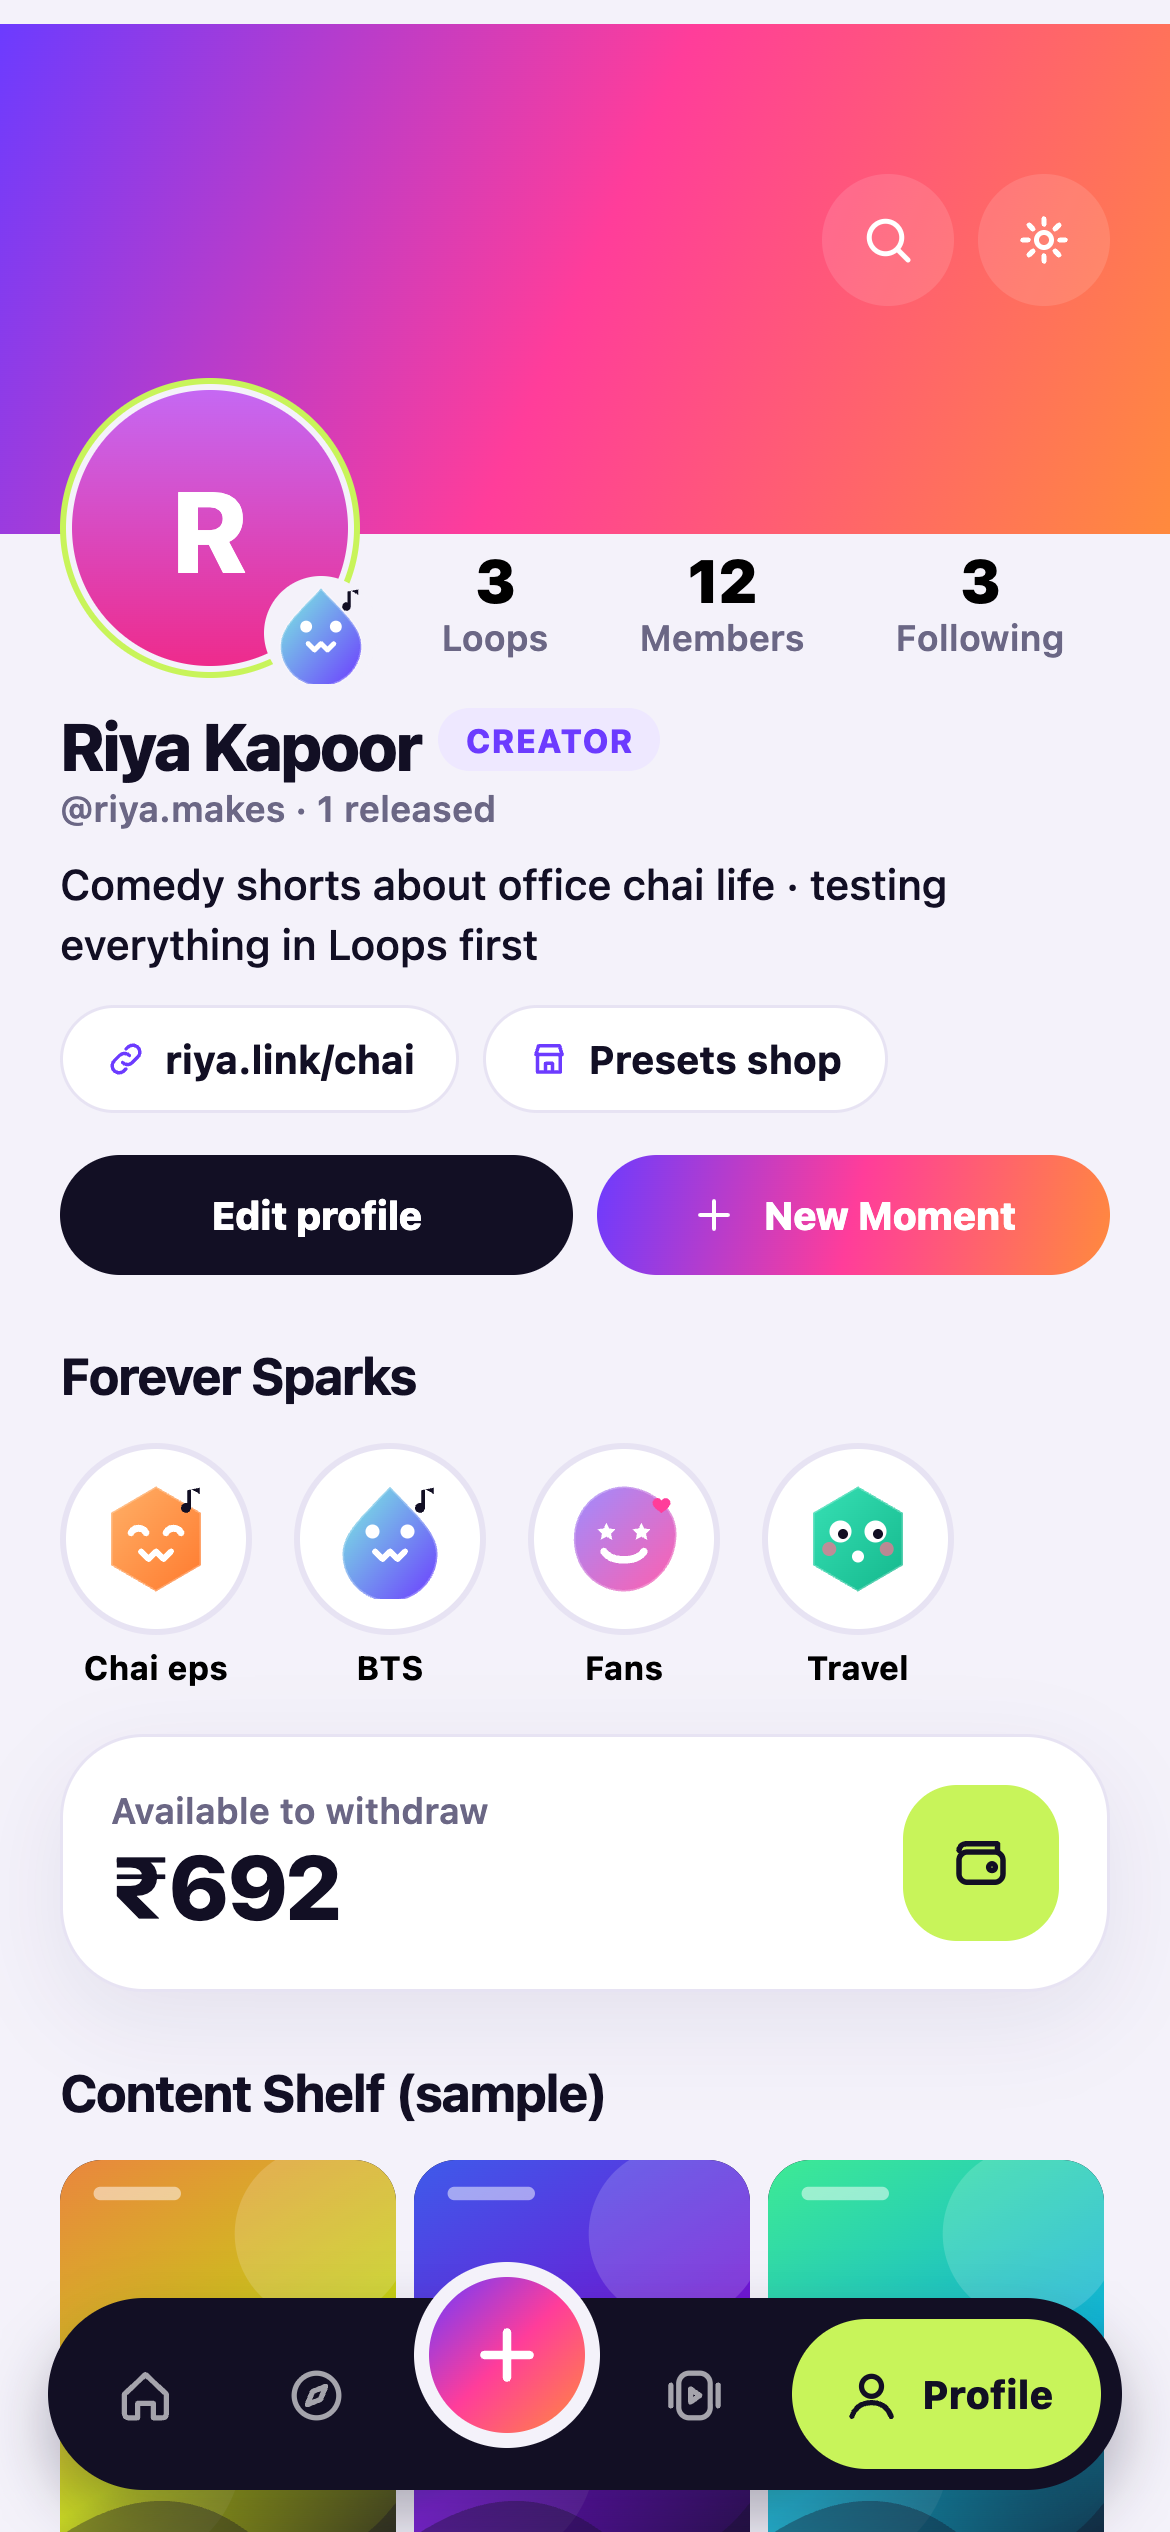 R
3
Loops
12
Members
3
Following
Riya Kapoor
CREATOR
@riya.makes · 1 released
Comedy shorts about office chai life · testing
everything in Loops first
riya.link/chai
Presets shop
Edit profile
New Moment
Forever Sparks
Chai eps
BTS
Fans
Travel
Available to withdraw
₹692
Content Shelf (sample)
Profile